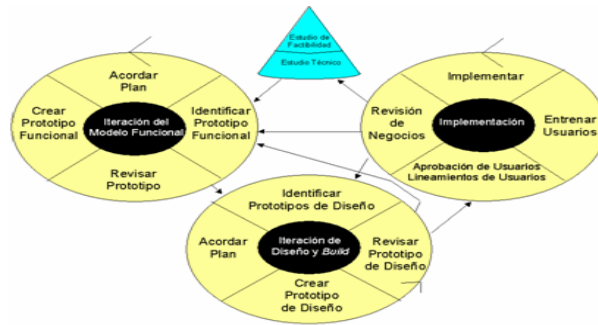 Estudio de
Factibilidad
Estudio Técnico
Acordar
Plan
Crear
Prototipo
Funcional
Iteración del
Modelo Funcional
Identificar
Prototipo
Funcional
Revisar
Prototipo
Implementar
Revisión
de
Negocios
Implementación
Entrenar
Usuarios
Aprobación de Usuarios
Lineamientos de Usuarios
Identificar
Prototipos de Diseño
Acordar
Plan
Iteración de
Diseño y Build
Revisar
Prototipo
de Diseño
Crear
Prototipo
de Diseño